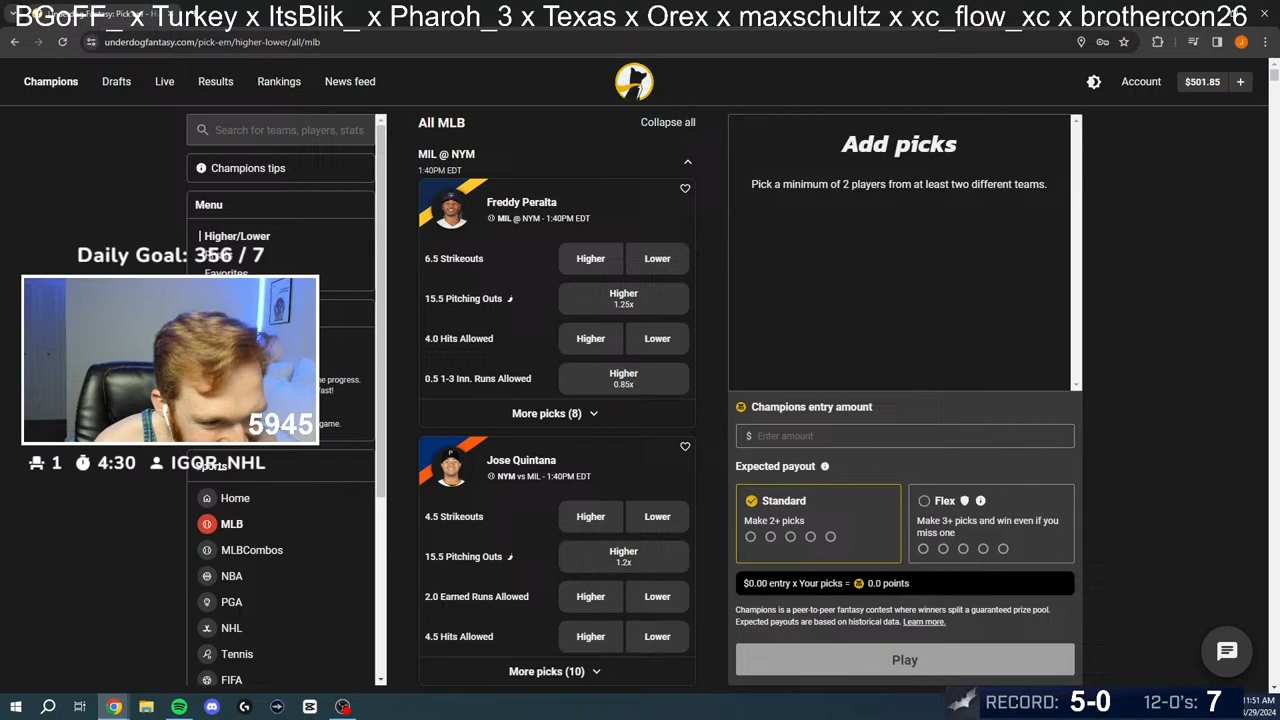 BGoFF_ x Turkey x ItsBlik_ x Pharoh_3 x Texas x Orex x maxschultz x xc_flow_xc x brothercon26
underdogfantasy.com/pick-em/higher-lower/all/mlb
Champions
Drafts
Live
Results
Rankings
News feed
Account
$501.85
+
Search for teams, players, stats
Champions tips
Menu
Higher/Lower
Favorites
Daily Goal: 356 / 7
5945
1
4:30
IGOR_NHL
Home
MLB
MLBCombos
NBA
PGA
NHL
Tennis
FIFA
All MLB
Collapse all
MIL @ NYM
1:40PM EDT
Freddy Peralta
MIL @ NYM - 1:40PM EDT
6.5 Strikeouts
Higher
Lower
15.5 Pitching Outs
Higher
1.25x
4.0 Hits Allowed
Higher
Lower
0.5 1-3 Inn. Runs Allowed
Higher
0.85x
More picks (8)
Jose Quintana
NYM vs MIL - 1:40PM EDT
4.5 Strikeouts
Higher
Lower
15.5 Pitching Outs
Higher
1.2x
2.0 Earned Runs Allowed
Higher
Lower
4.5 Hits Allowed
Higher
Lower
More picks (10)
Add picks
Pick a minimum of 2 players from at least two different teams.
Champions entry amount
$ Enter amount
Expected payout
Standard
Make 2+ picks
Flex
Make 3+ picks and win even if you
miss one
$0.00 entry x Your picks = 0.0 points
Champions is a peer-to-peer fantasy contest where winners split a guaranteed prize pool.
Expected payouts are based on historical data. Learn more.
Play
RECORD: 5-0
12-0's: 7